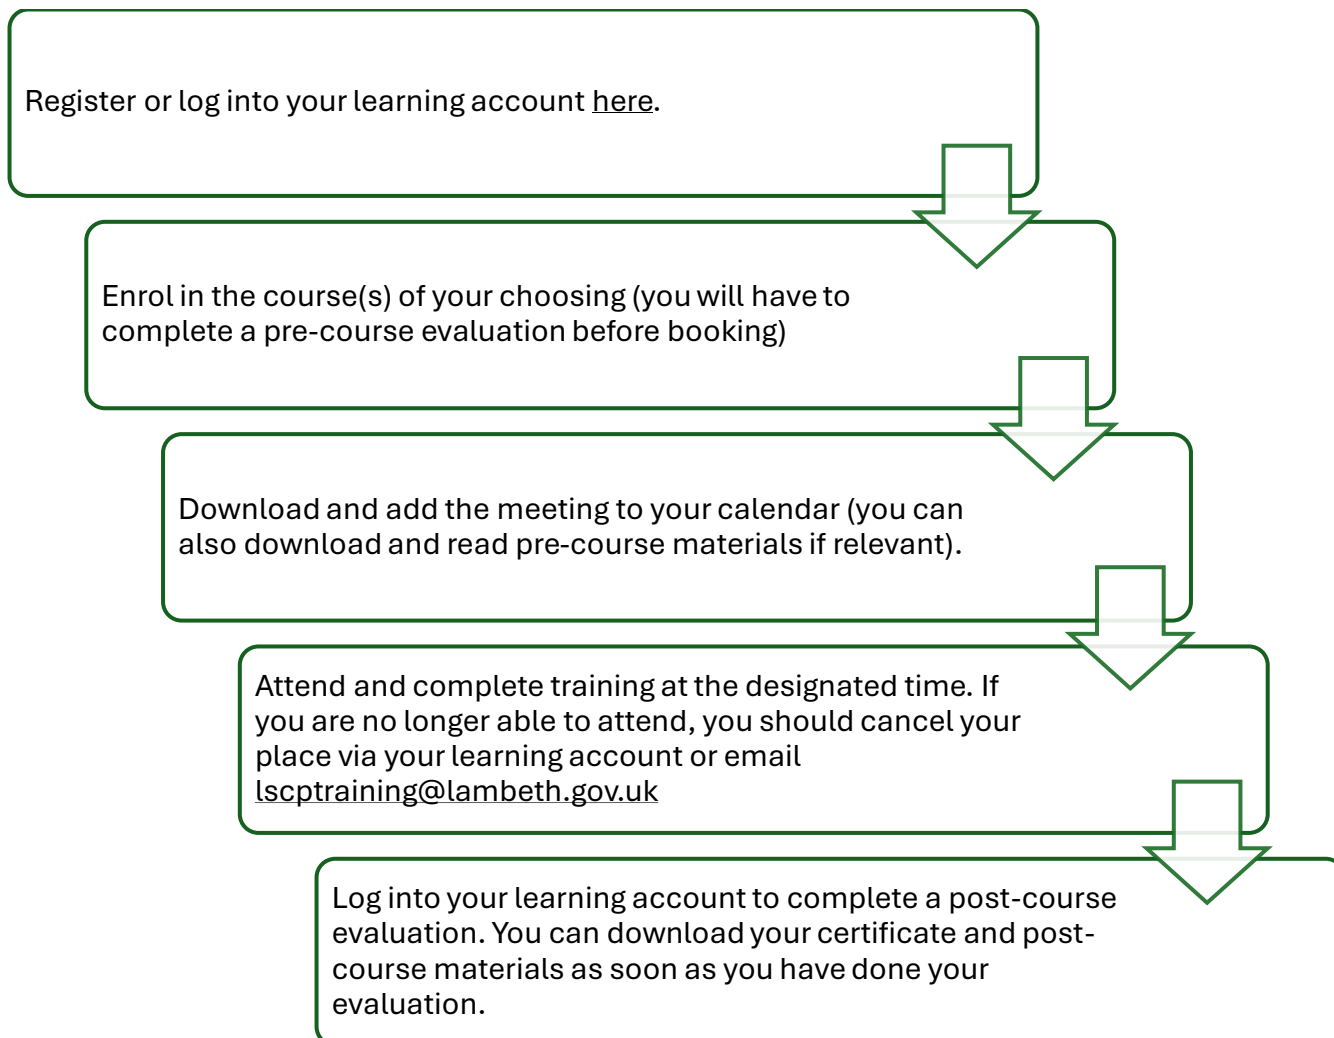 Register or log into your learning account here.
Enrol in the course(s) of your choosing (you will have to
complete a pre-course evaluation before booking)
Download and add the meeting to your calendar (you can
also download and read pre-course materials if relevant).
Attend and complete training at the designated time. If
you are no longer able to attend, you should cancel your
place via your learning account or email
lscptraining@lambeth.gov.uk
Log into your learning account to complete a post-course
evaluation. You can download your certificate and post-
course materials as soon as you have done your
evaluation.